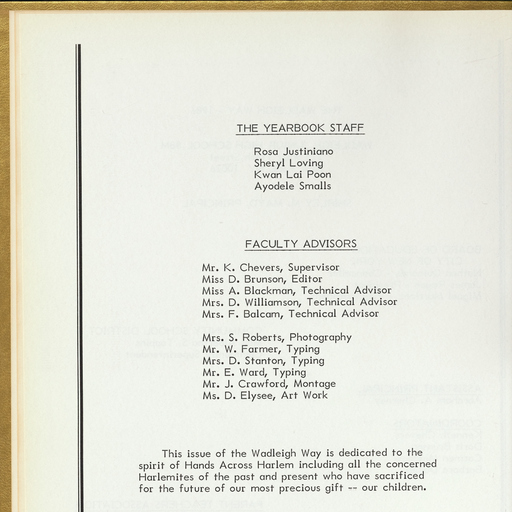 THE YEARBOOK STAFF
Rosa Justiniano
Sheryl Loving
Kwan Lai Poon
Ayodele Smalls
FACULTY ADVISORS
Mr. K. Chevers, Supervisor
Miss D. Brunson, Editor
Miss A. Blackman, Technical Advisor
Mrs. D. Williamson, Technical Advisor
Mrs. F. Balcam, Technical Advisor
Mrs. S. Roberts, Photography
Mr. W. Farmer, Typing
Mrs. D. Stanton, Typing
Mr. E. Ward, Typing
Mr. J. Crawford, Montage
Ms. D. Elysee, Art Work
This issue of the Wadleigh Way is dedicated to the
spirit of Hands Across Harlem including all the concerned
Harlemites of the past and present who have sacrificed
for the future of our most precious gift -- our children.